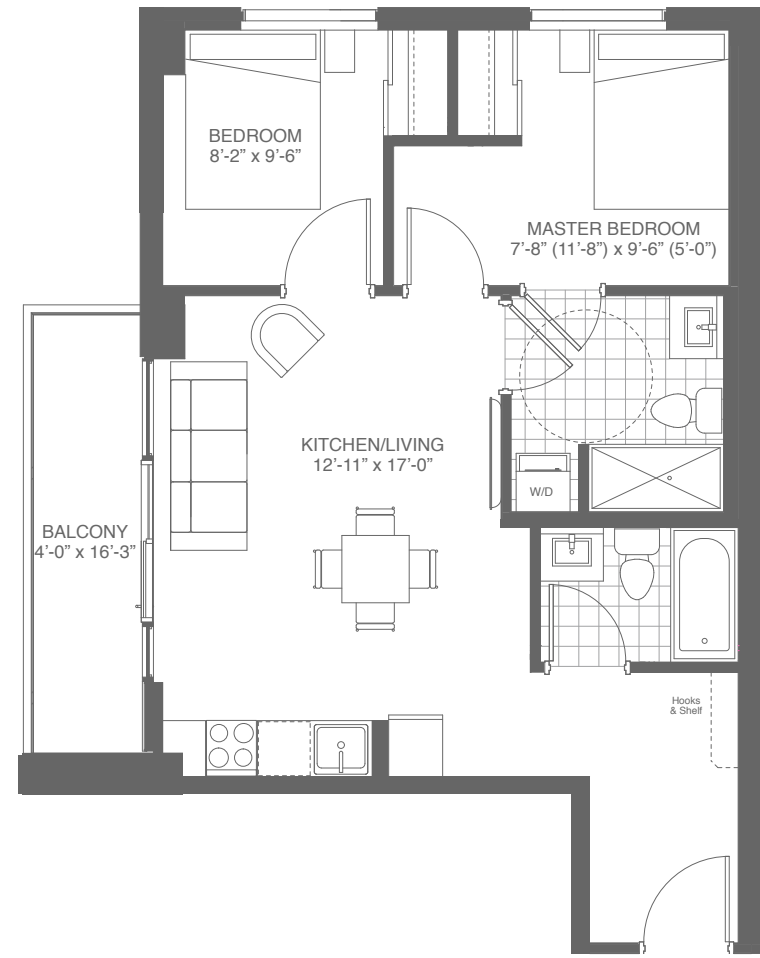 BEDROOM
8’-2” x 9’-6”
MASTER BEDROOM
7’-8” (11’-8”) x 9’-6” (5’-0”)
KITCHEN/LIVING
12’-11” x 17’-0”
W/D
BALCONY
4’-0” x 16’-3”
Hooks
& Shelf